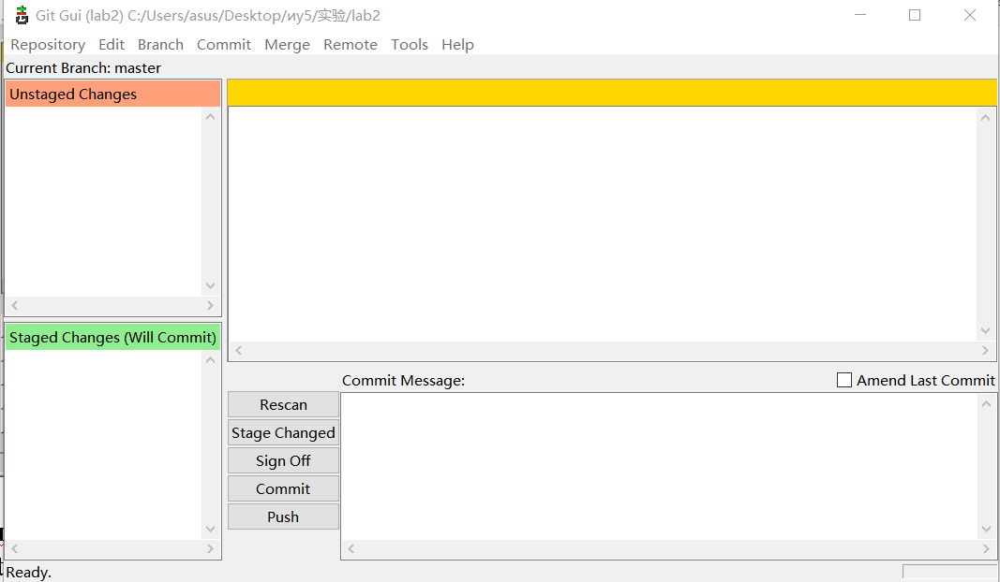 Git Gui (lab2) C:/Users/asus/Desktop/иу5/实验/lab2
Repository Edit Branch Commit Merge Remote Tools Help
Current Branch: master
Unstaged Changes
Staged Changes (Will Commit)
Commit Message:
Amend Last Commit
Rescan
Stage Changed
Sign Off
Commit
Push
Ready.